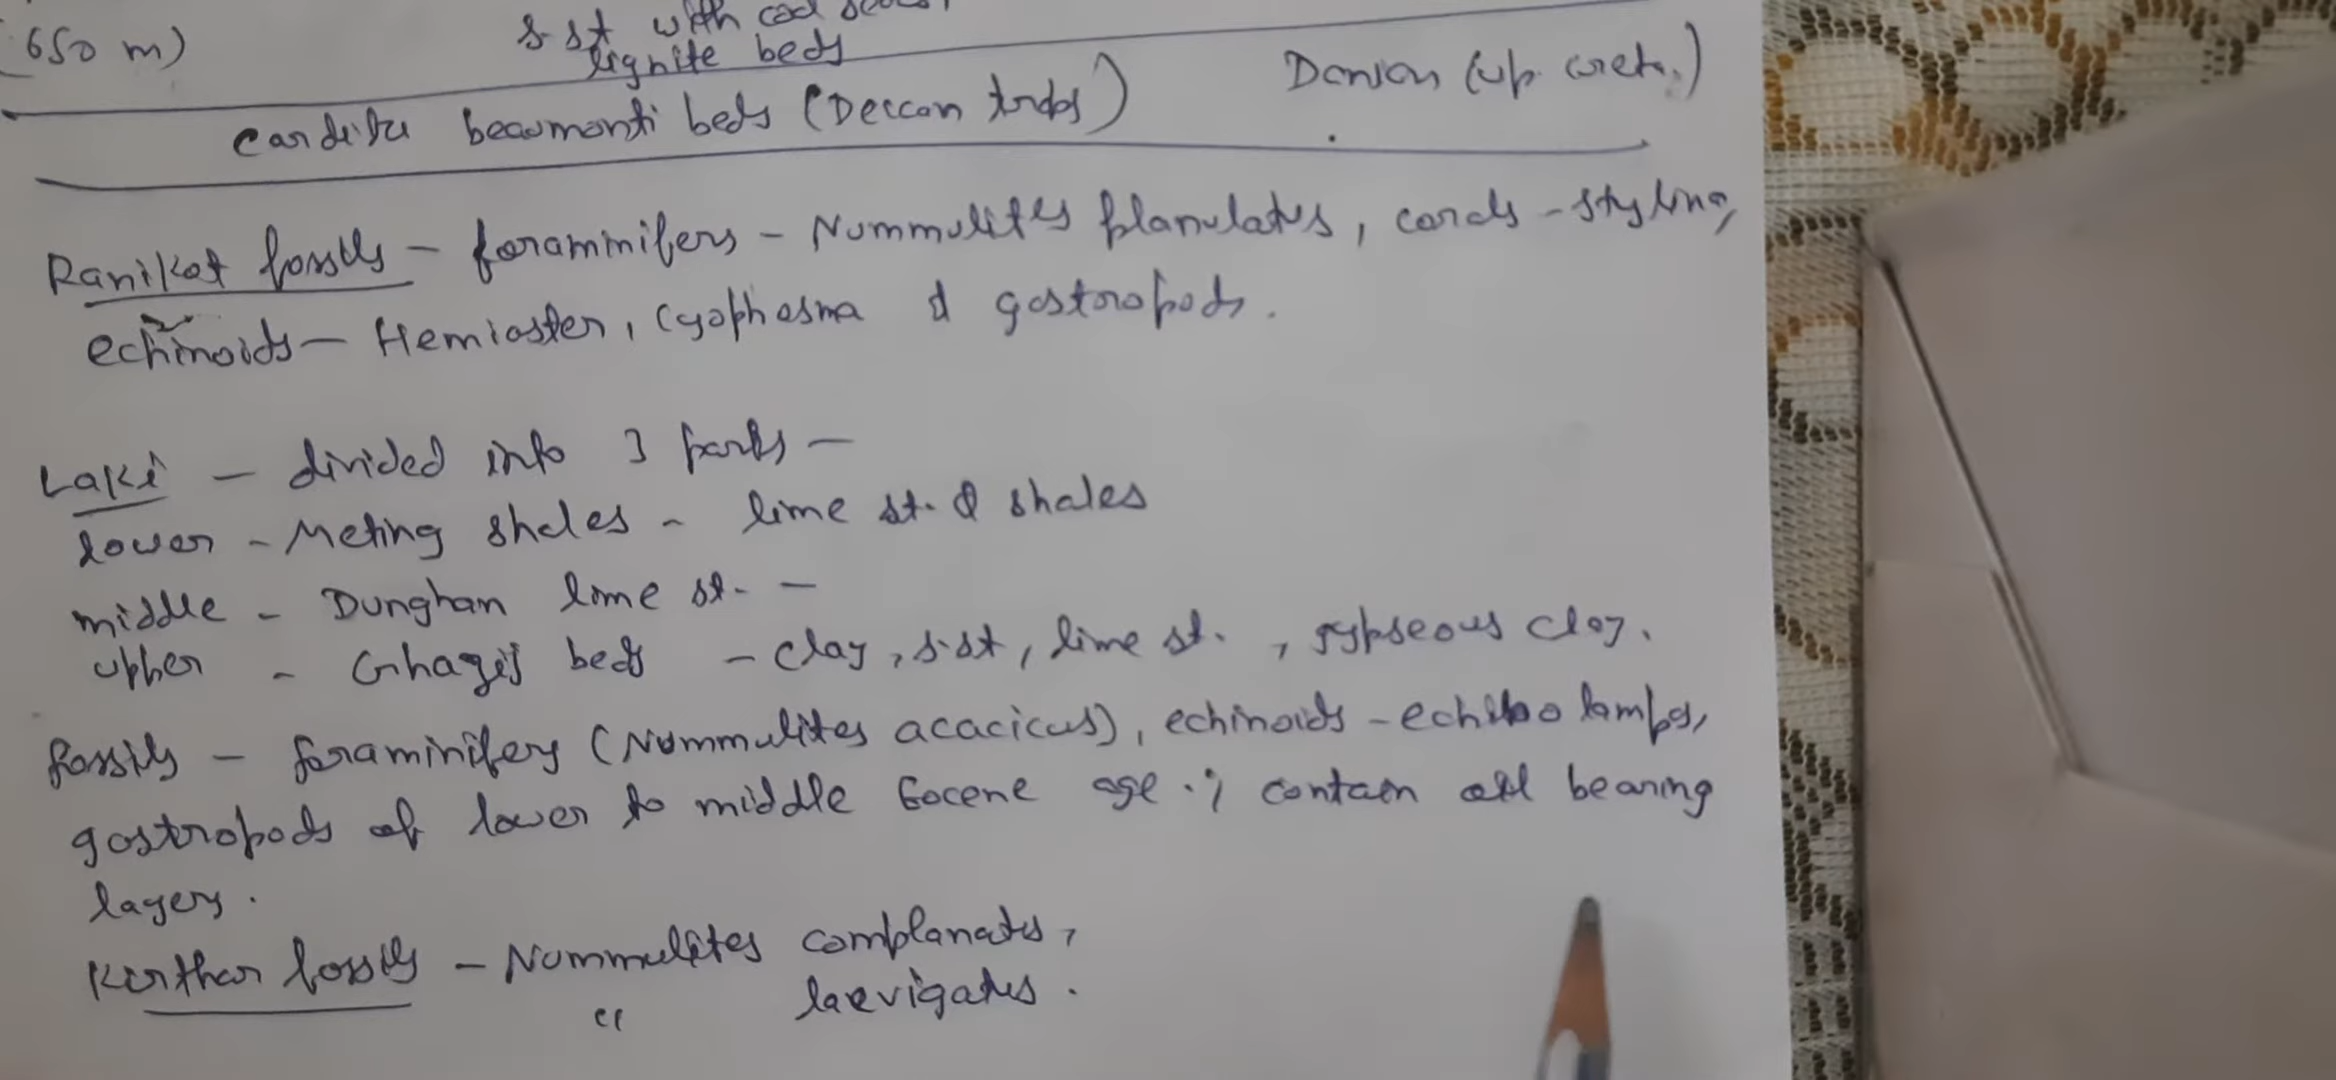 650 m)
s.st with coal
lignite beds
Cardita beaumonti beds (Deccan traps) Danian (up. cret.)
Ranikot fossils - foraminifers - Nummulites planulatus, corals - stylina,
echinoids - Hemiaster, & gastropods.
Laki - divided into 3 parts -
lower - Meting shales - lime st. & shales
middle - Dunghan lime st. -
upper - Ghazij beds - clay, s.st, lime st. , gypseous clay.
fossils - foraminifers (Nummulites acacicus), echinoids - lamps,
gastropods of lower to middle Eocene age .; contain oil bearing
layers.
Kirthar fossils - Nummulites complanatus,
" laevigatus.